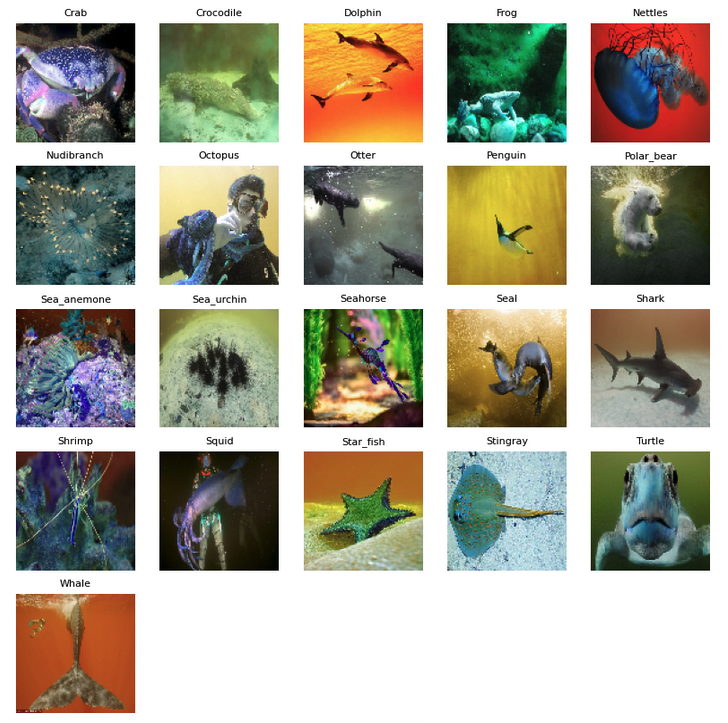 Crab Crocodile Dolphin Frog Nettles
Nudibranch Octopus Otter Penguin Polar_bear
Sea_anemone Sea_urchin Seahorse Seal Shark
Shrimp Squid Star_fish Stingray Turtle
Whale